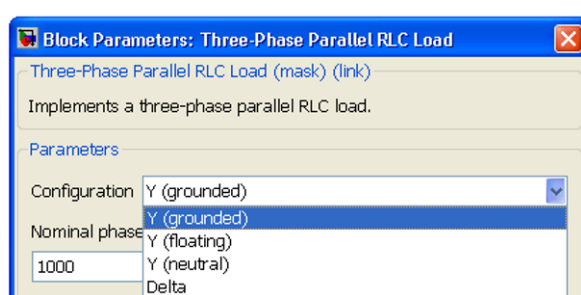 Block Parameters: Three-Phase Parallel RLC Load
Three-Phase Parallel RLC Load (mask) (link)
Implements a three-phase parallel RLC load.
Parameters
Configuration Y (grounded)
Y (grounded)
Nominal phase
Y (floating)
Y (neutral)
1000
Delta